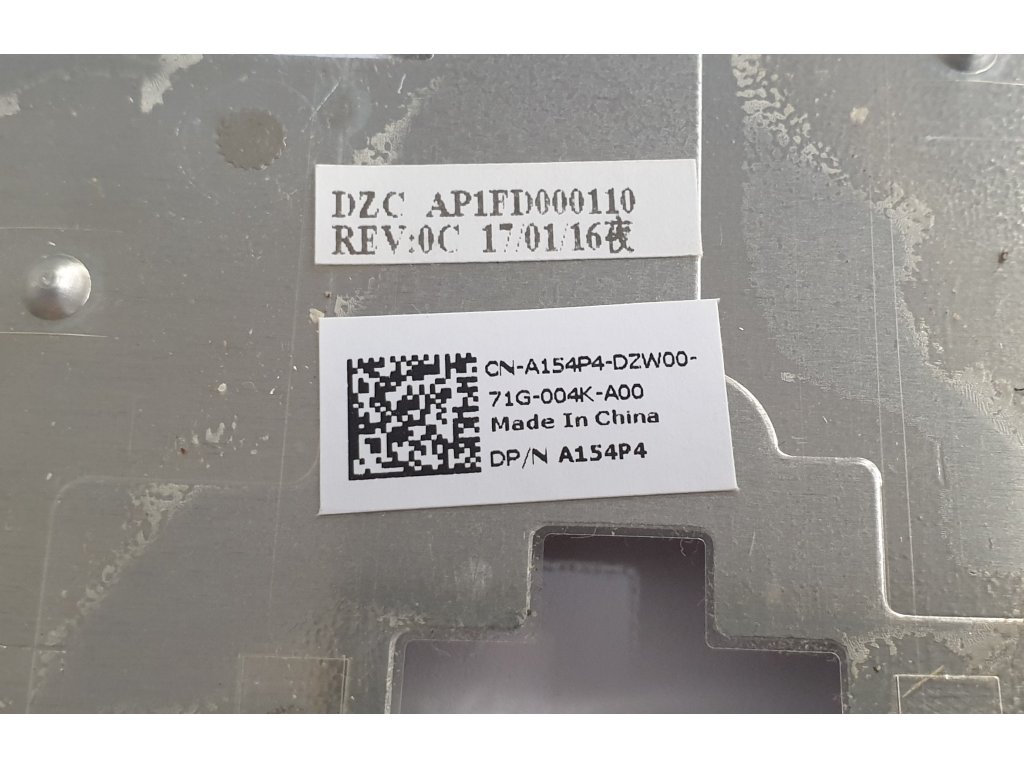 DZC AP1FD000110
REV:0C 17/01/16夜
CN-A154P4-DZW00-
71G-004K-A00
Made In China
DP/N A154P4